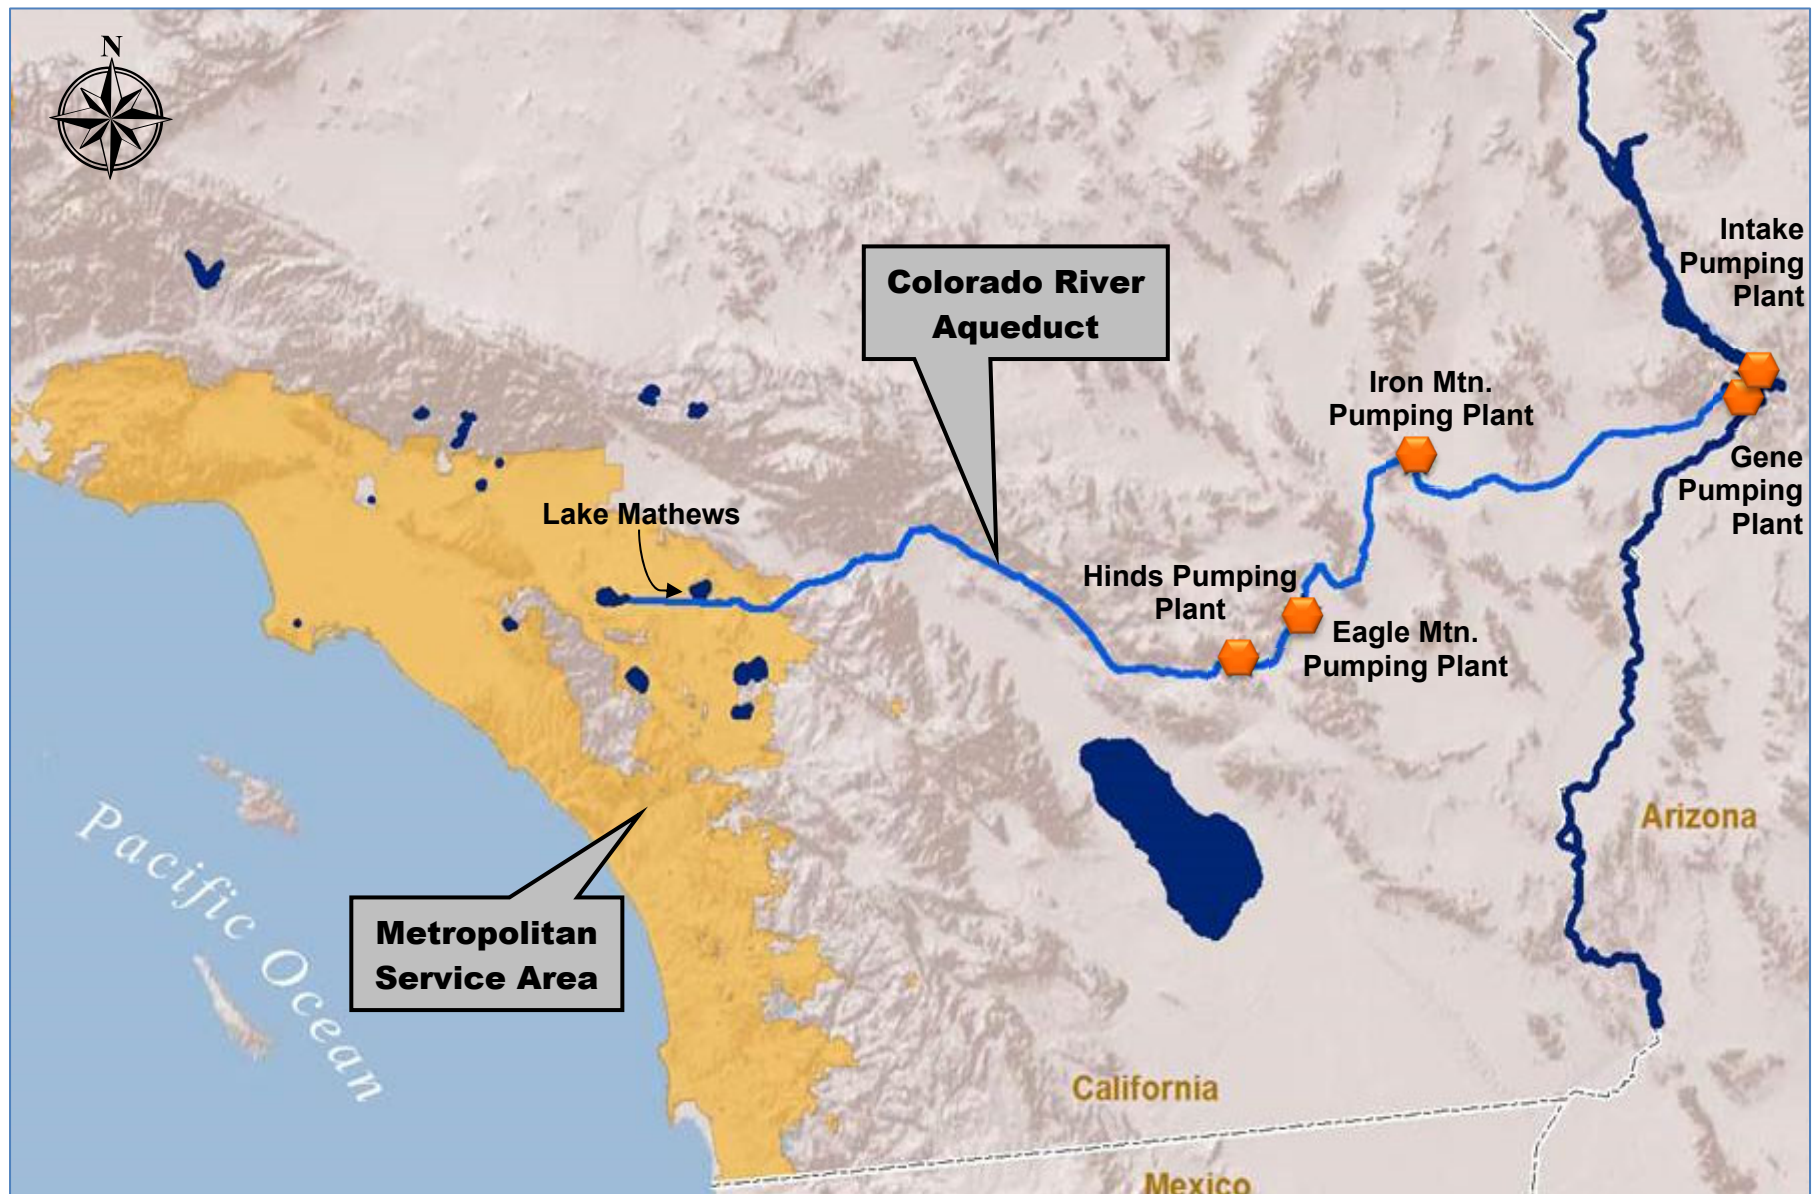 N
Intake
Pumping
Plant
Colorado River
Aqueduct
Iron Mtn.
Pumping Plant
Gene
Pumping
Plant
Lake Mathews
Hinds Pumping
Plant
Eagle Mtn.
Pumping Plant
Arizona
Pacific Ocean
Metropolitan
Service Area
California
Mexico